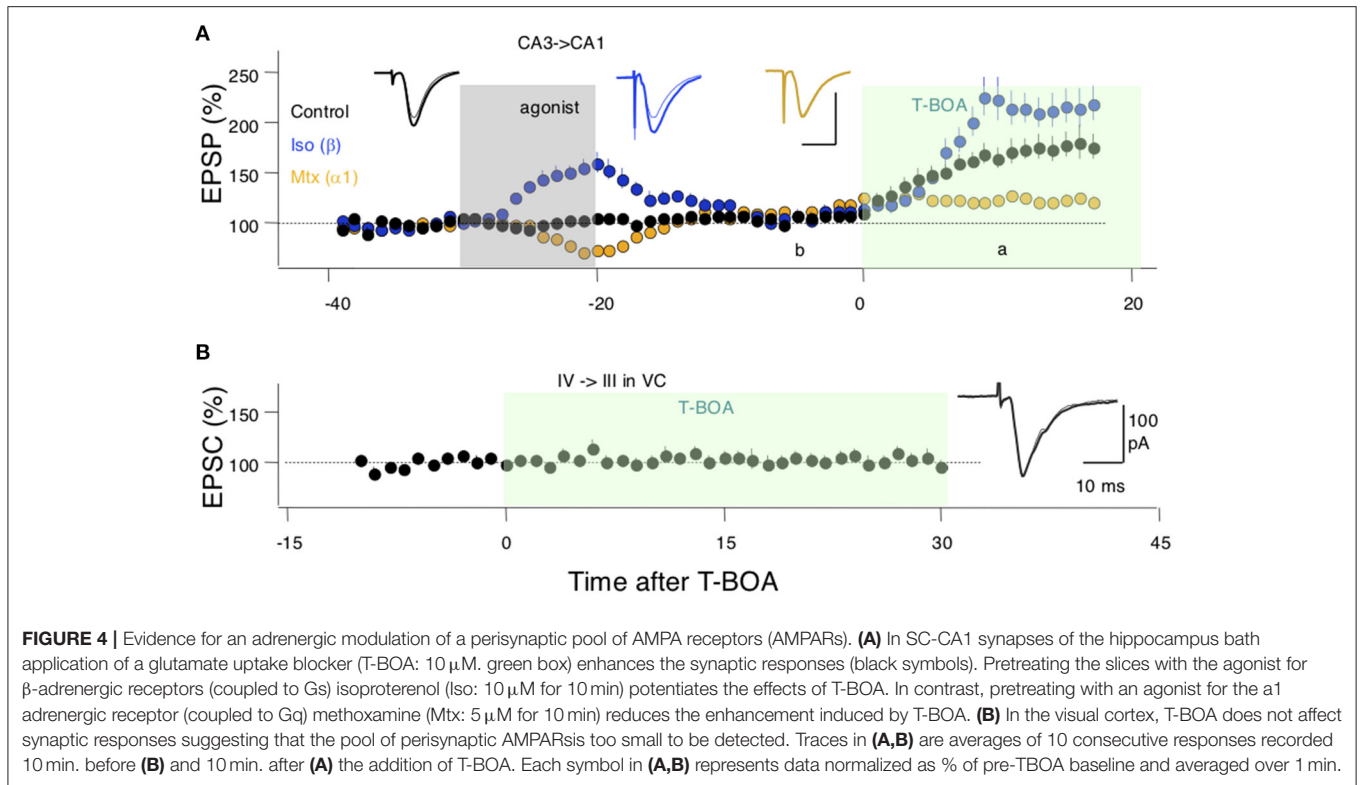 A
CA3->CA1
250
200
150
100
EPSP (%)
Control
Iso (β)
Mtx (α1)
agonist
T-BOA
b
a
-40
-20
0
20
B
IV -> III in VC
T-BOA
150
100
EPSC (%)
100
pA
10 ms
-15
0
15
30
45
Time after T-BOA
FIGURE 4 | Evidence for an adrenergic modulation of a perisynaptic pool of AMPA receptors (AMPARs). (A) In SC-CA1 synapses of the hippocampus bath
application of a glutamate uptake blocker (T-BOA: 10 μM. green box) enhances the synaptic responses (black symbols). Pretreating the slices with the agonist for
β-adrenergic receptors (coupled to Gs) isoproterenol (Iso: 10 μM for 10 min) potentiates the effects of T-BOA. In contrast, pretreating with an agonist for the a1
adrenergic receptor (coupled to Gq) methoxamine (Mtx: 5 μM for 10 min) reduces the enhancement induced by T-BOA. (B) In the visual cortex, T-BOA does not affect
synaptic responses suggesting that the pool of perisynaptic AMPARsis too small to be detected. Traces in (A,B) are averages of 10 consecutive responses recorded
10 min. before (B) and 10 min. after (A) the addition of T-BOA. Each symbol in (A,B) represents data normalized as % of pre-TBOA baseline and averaged over 1 min.